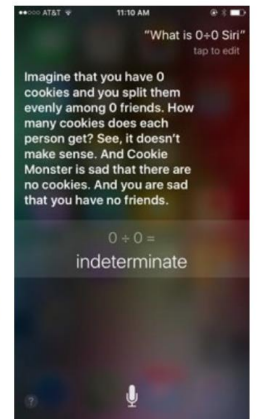 AT&T 11:10 AM
"What is 0÷0 Siri"
tap to edit
Imagine that you have 0
cookies and you split them
evenly among 0 friends. How
many cookies does each
person get? See, it doesn't
make sense. And Cookie
Monster is sad that there are
no cookies. And you are sad
that you have no friends.
0 ÷ 0 =
indeterminate
?